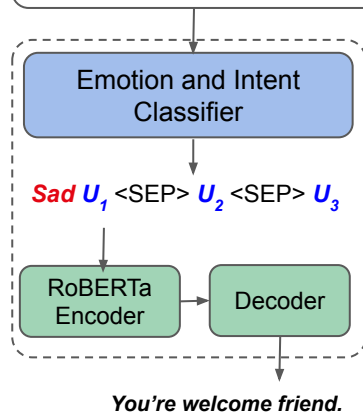 Emotion and Intent
Classifier
Sad U1 <SEP> U2 <SEP> U3
RoBERTa
Encoder
Decoder
You're welcome friend.